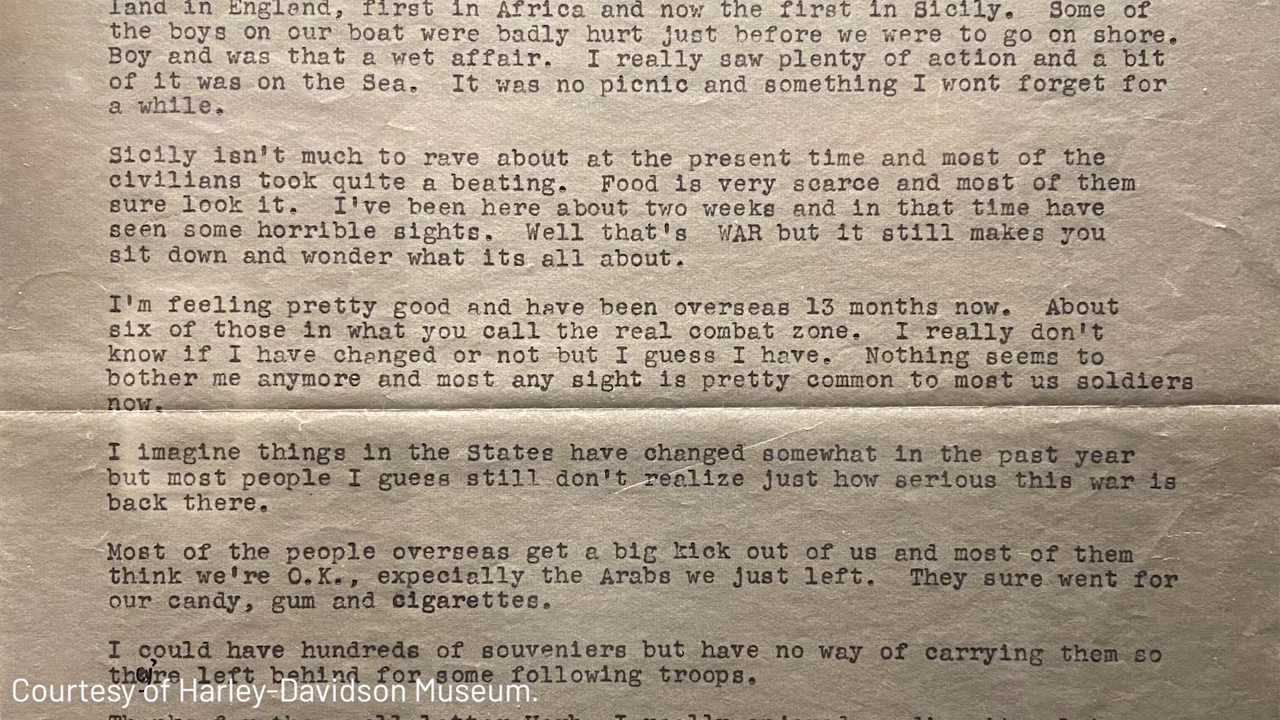 land in England, first in Africa and now the first in Sicily.  Some of
the boys on our boat were badly hurt just before we were to go on shore.
Boy and was that a wet affair.  I really saw plenty of action and a bit
of it was on the Sea.  It was no picnic and something I wont forget for
a while.
Sicily isn't much to rave about at the present time and most of the
civilians took quite a beating.  Food is very scarce and most of them
sure look it.  I've been here about two weeks and in that time have
seen some horrible sights.  Well that's  WAR but it still makes you
sit down and wonder what its all about.
I'm feeling pretty good and have been overseas 13 months now.  About
six of those in what you call the real combat zone.  I really don't
know if I have changed or not but I guess I have.  Nothing seems to
bother me anymore and most any sight is pretty common to most us soldiers
now.
I imagine things in the States have changed somewhat in the past year
but most people I guess still don't realize just how serious this war is
back there.
Most of the people overseas get a big kick out of us and most of them
think we're O.K., expecially the Arabs we just left.  They sure went for
our candy, gum and cigarettes.
I could have hundreds of souveniers but have no way of carrying them so
left behind for some following troops.
Courtesy of Harley-Davidson Museum.